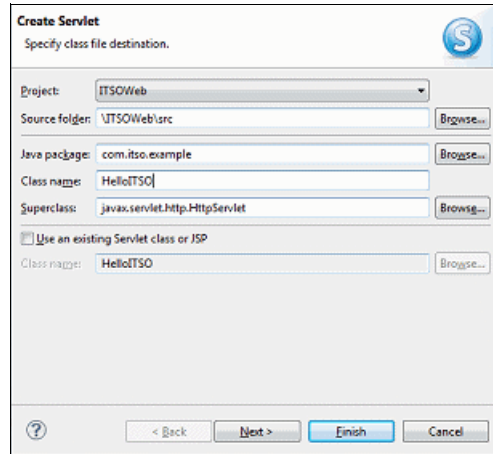 Create Servlet
Specify class file destination.
S
Project: ITSOWeb
Source folder: \ITSOWeb\src Browse...
Java package: com.itso.example Browse...
Class name: HelloITSO
Superclass: javax.servlet.http.HttpServlet Browse...
Use an existing Servlet class or JSP
Class name: HelloITSO Browse...
? < Back Next > Finish Cancel